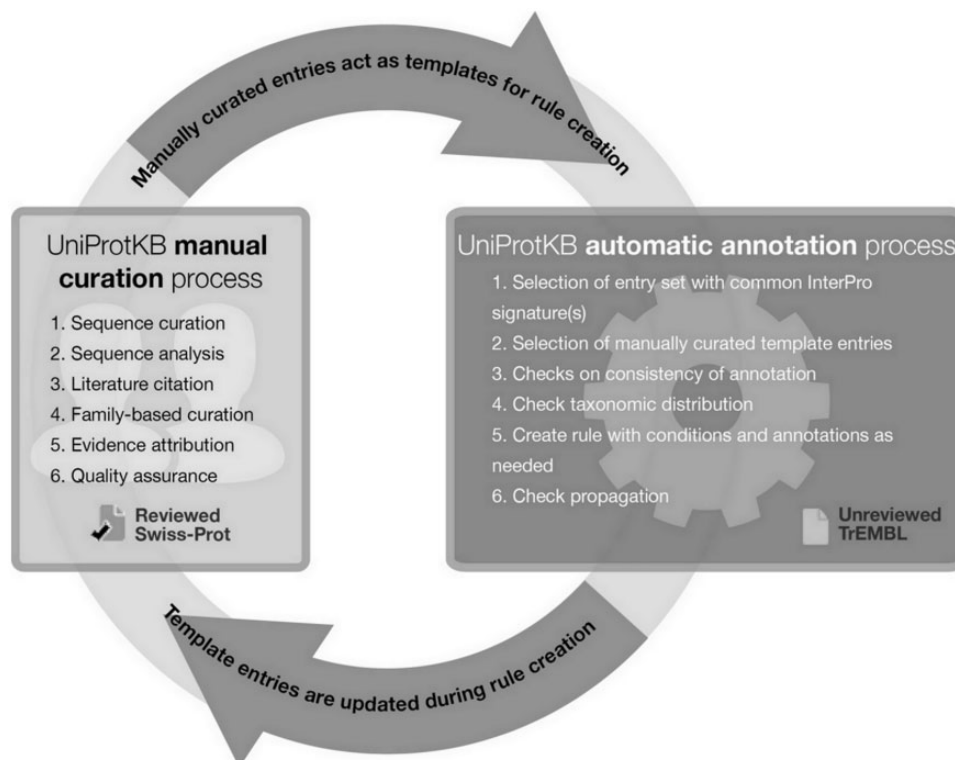 Manually curated entries act as templates for rule creation
UniProtKB manual
curation process
1. Sequence curation
2. Sequence analysis
3. Literature citation
4. Family-based curation
5. Evidence attribution
6. Quality assurance
Reviewed
Swiss-Prot
UniProtKB automatic annotation process
1. Selection of entry set with common InterPro
signature(s)
2. Selection of manually curated template entries
3. Checks on consistency of annotation
4. Check taxonomic distribution
5. Create rule with conditions and annotations as
needed
6. Check propagation
Unreviewed
TrEMBL
Template entries are updated during rule creation